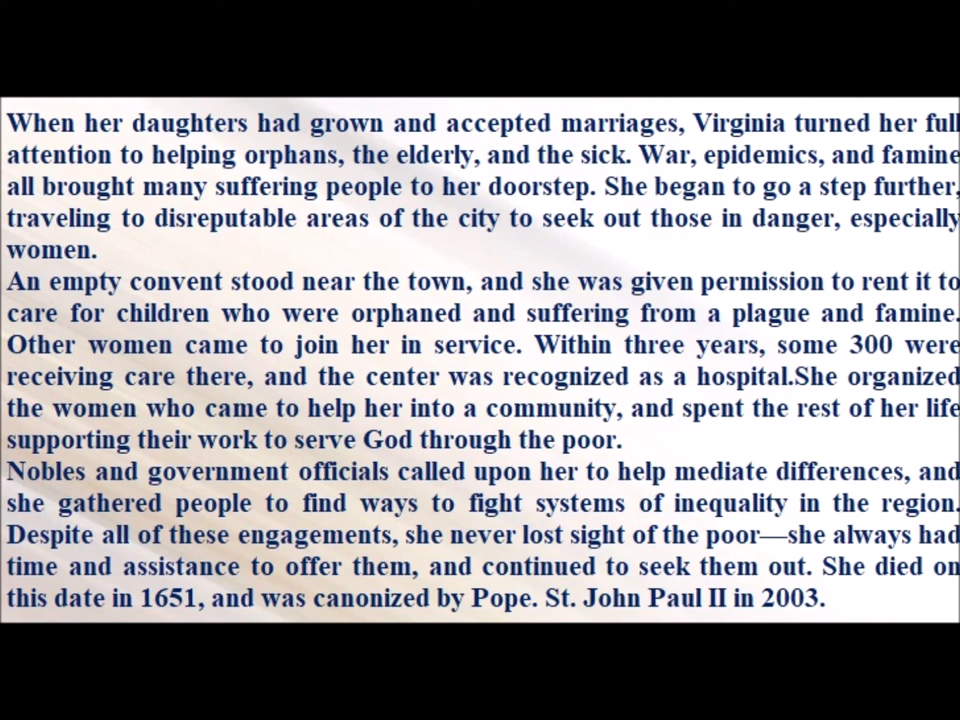 When her daughters had grown and accepted marriages, Virginia turned her full
attention to helping orphans, the elderly, and the sick. War, epidemics, and famine
all brought many suffering people to her doorstep. She began to go a step further,
traveling to disreputable areas of the city to seek out those in danger, especially
women.
An empty convent stood near the town, and she was given permission to rent it to
care for children who were orphaned and suffering from a plague and famine.
Other women came to join her in service. Within three years, some 300 were
receiving care there, and the center was recognized as a hospital.She organized
the women who came to help her into a community, and spent the rest of her life
supporting their work to serve God through the poor.
Nobles and government officials called upon her to help mediate differences, and
she gathered people to find ways to fight systems of inequality in the region.
Despite all of these engagements, she never lost sight of the poor—she always had
time and assistance to offer them, and continued to seek them out. She died on
this date in 1651, and was canonized by Pope. St. John Paul II in 2003.